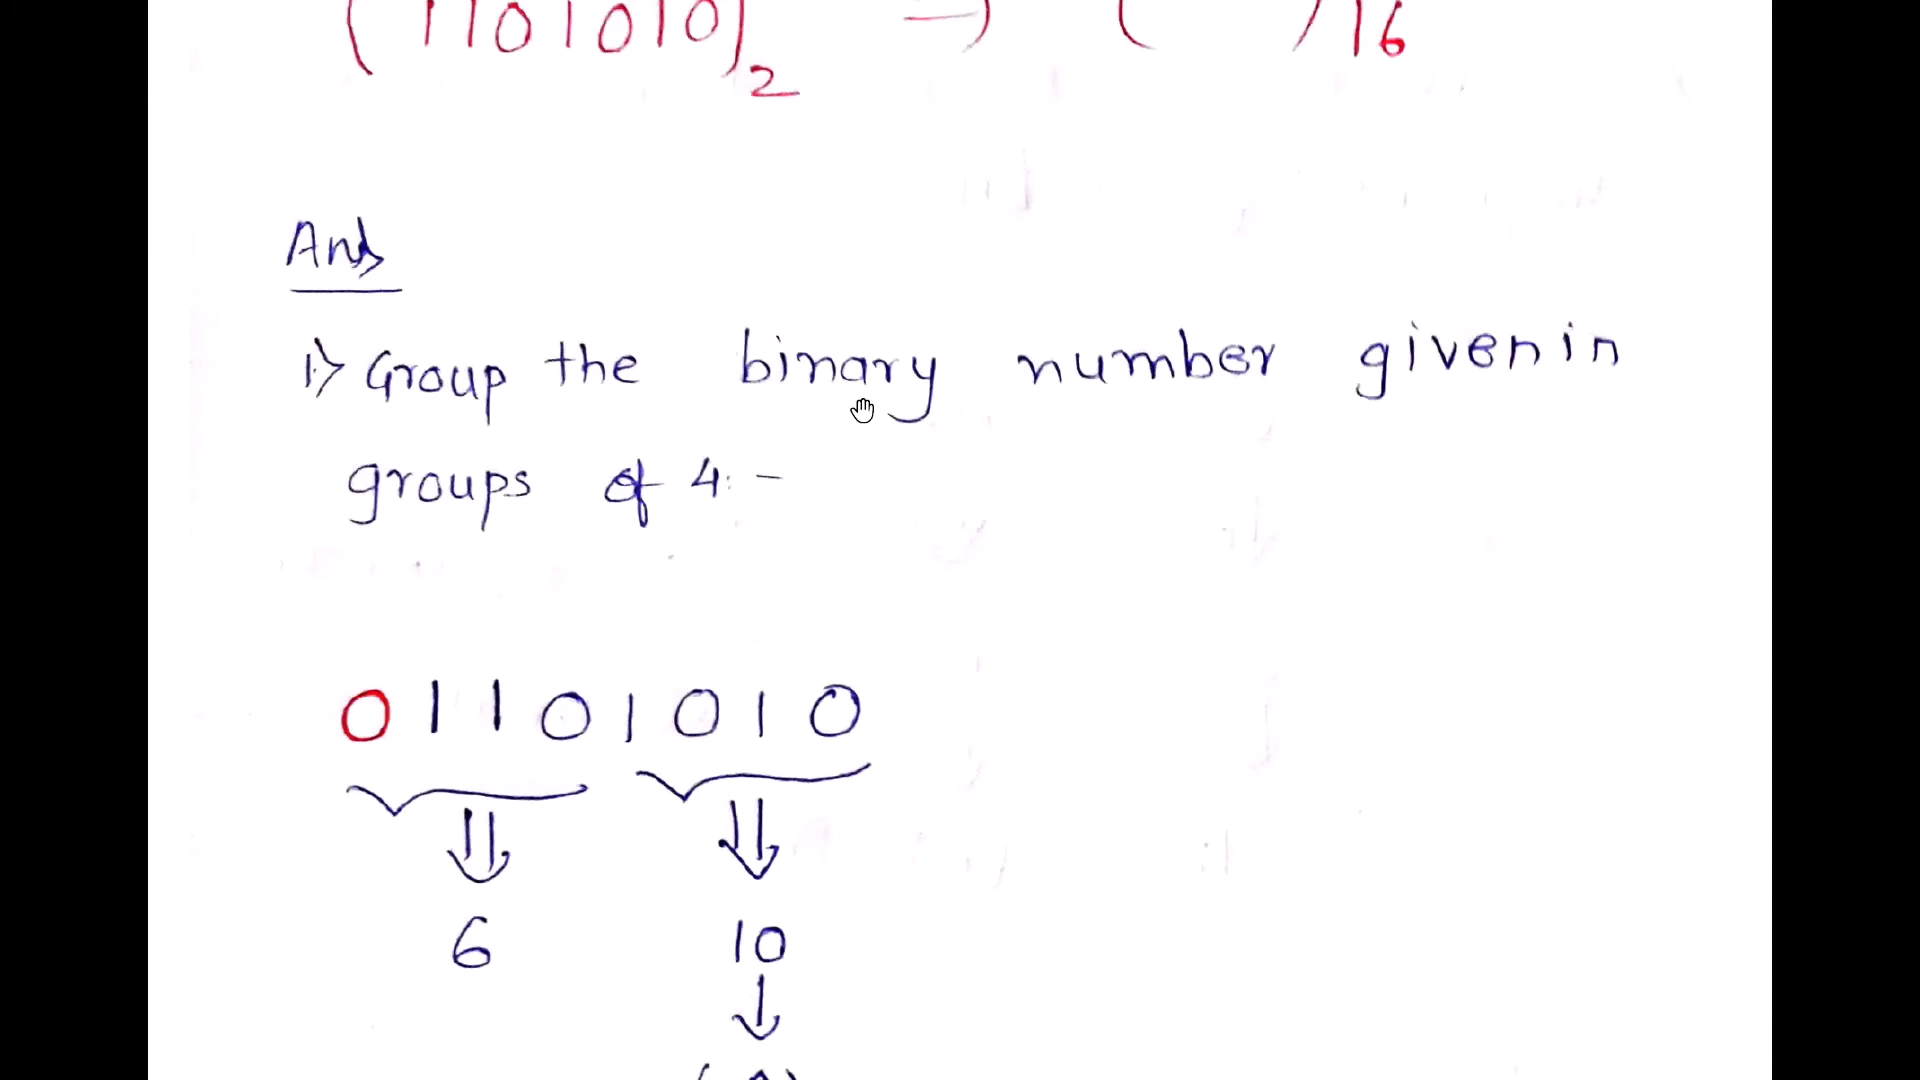 (1101010)2 → ( )16
Ans
1.> Group the binary number given in
groups of 4: -
01101010
6 10